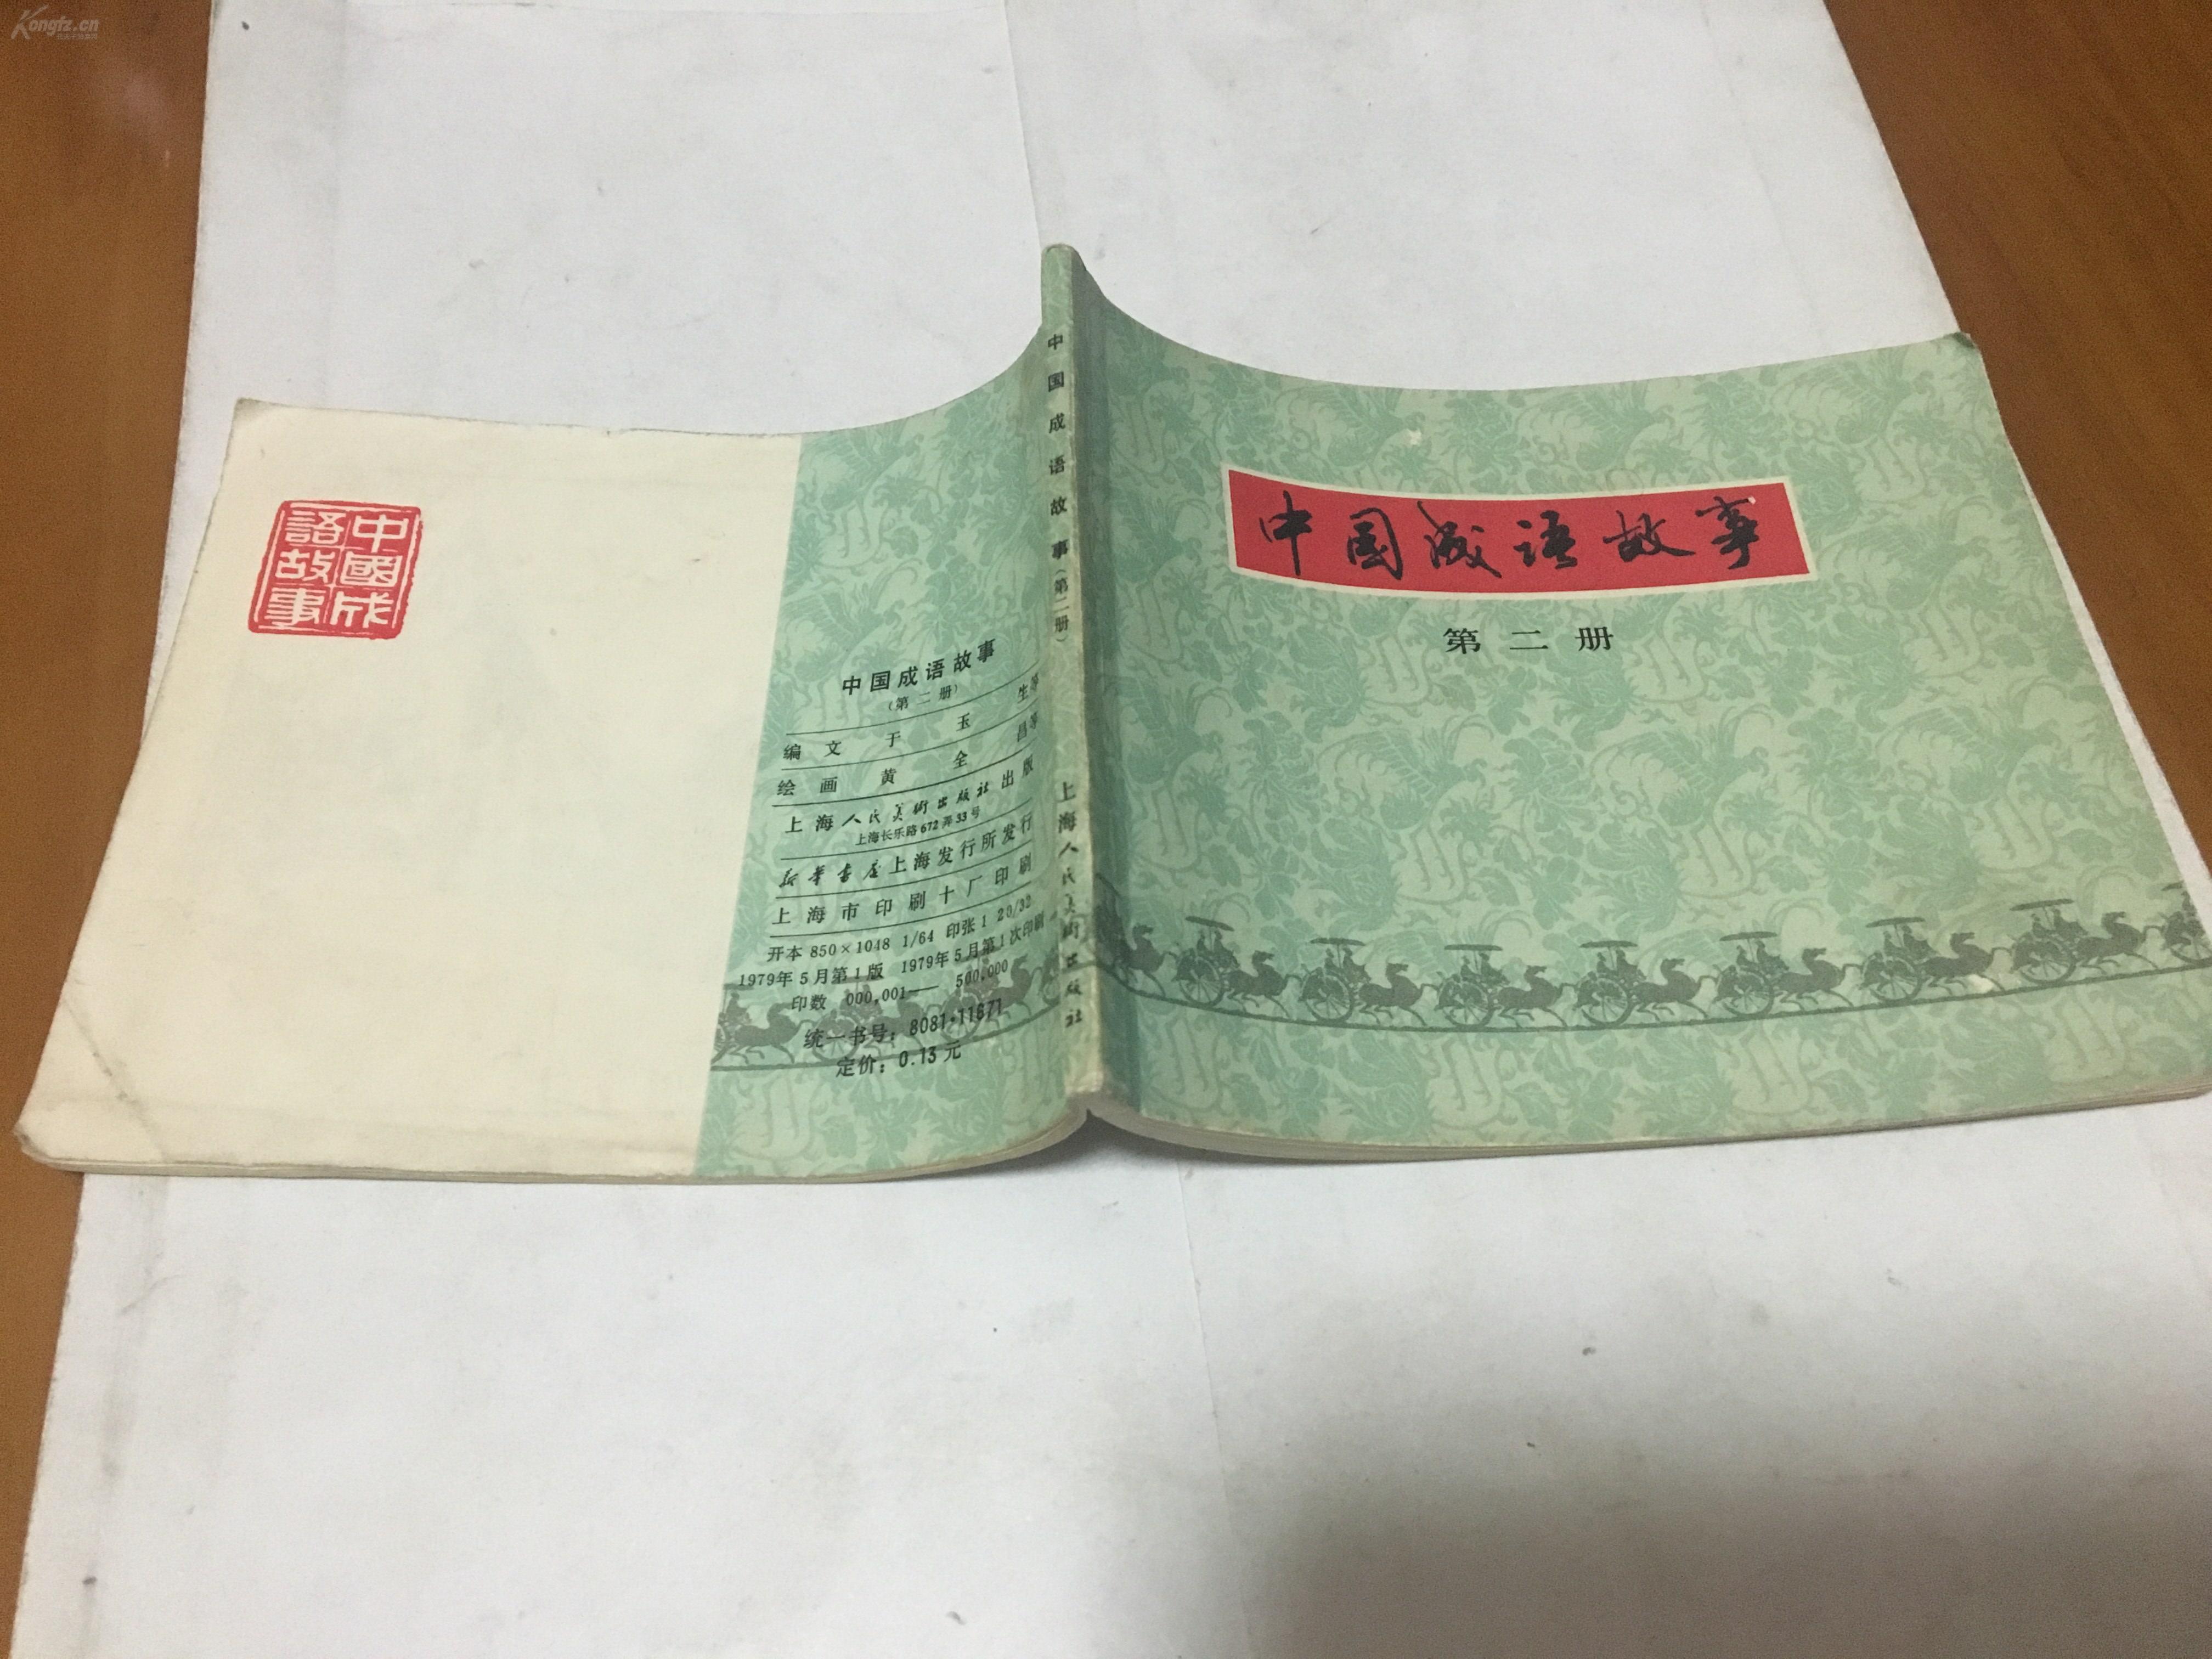 Kongfz.cn
中国成语故事
第二册
中国成语故事（第二册）
上海人民美术出版社
中国成语故事
（第二册）
编文 于玉生等
绘画 黄全昌等
上海人民美术出版社出版
上海长乐路672弄33号
新华书店上海发行所发行
上海市印刷十厂印刷
开本 850×1048 1/64 印张 1 20/32
1979年5月第1版 1979年5月第1次印刷
印数 000,001—— 500,000
统一书号：8081·11671
定价：0.13元
中國成
語故事